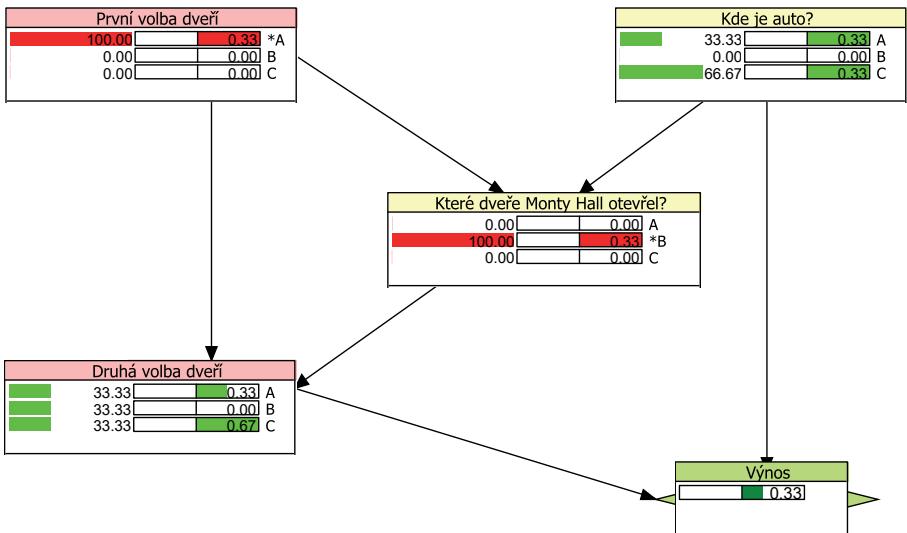 První volba dveří
100.00 0.33 *A
0.00 0.00 B
0.00 0.00 C
Kde je auto?
33.33 0.33 A
0.00 0.00 B
66.67 0.33 C
Které dveře Monty Hall otevřel?
0.00 0.00 A
100.00 0.33 *B
0.00 0.00 C
Druhá volba dveří
33.33 0.33 A
33.33 0.00 B
33.33 0.67 C
Výnos
0.33